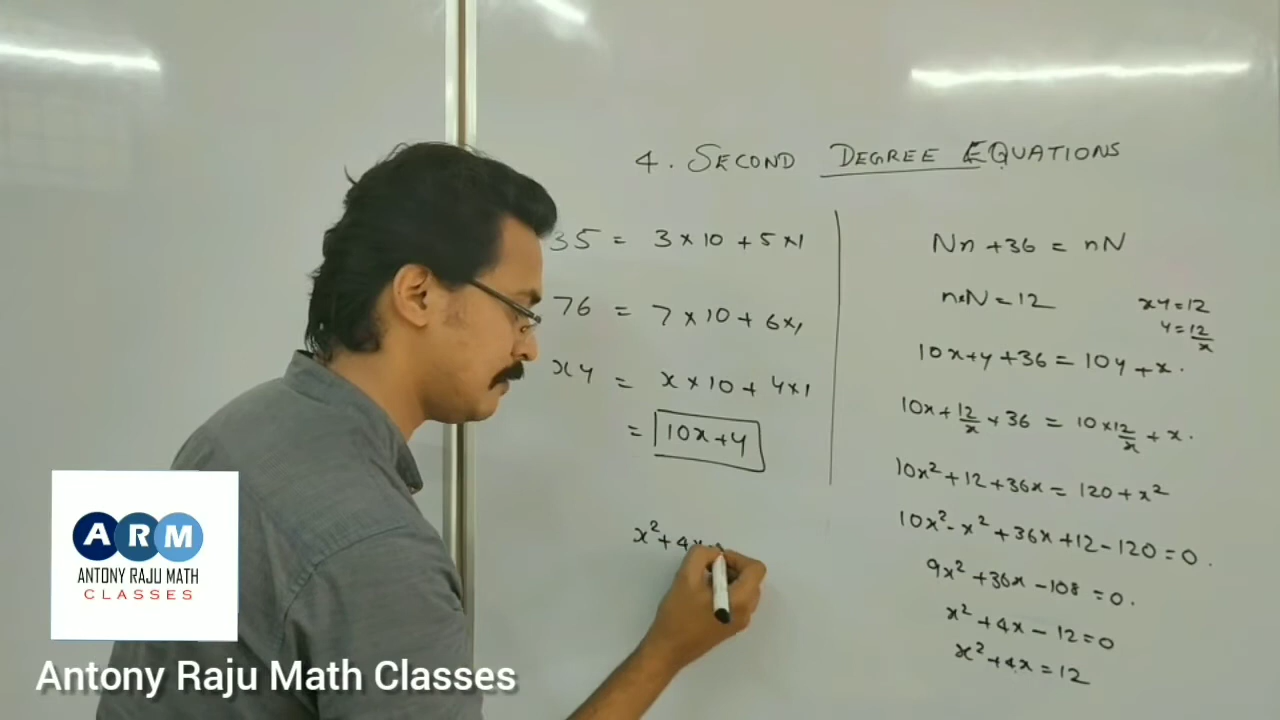 4. SECOND DEGREE EQUATIONS
35 = 3×10 + 5×1
76 = 7×10 + 6×1
xy = x×10 + y×1
= 10x+y
x²+4x
Nn +36 = nN
n×N = 12
xy=12
y=12/x
10x+y+36 = 10y+x.
10x+12/x+36 = 10×12/x + x.
10x²+12+36x = 120+x²
10x²-x²+36x+12-120=0.
9x²+36x-108=0.
x²+4x-12=0
x²+4x=12
ARM
ANTONY RAJU MATH
CLASSES
Antony Raju Math Classes